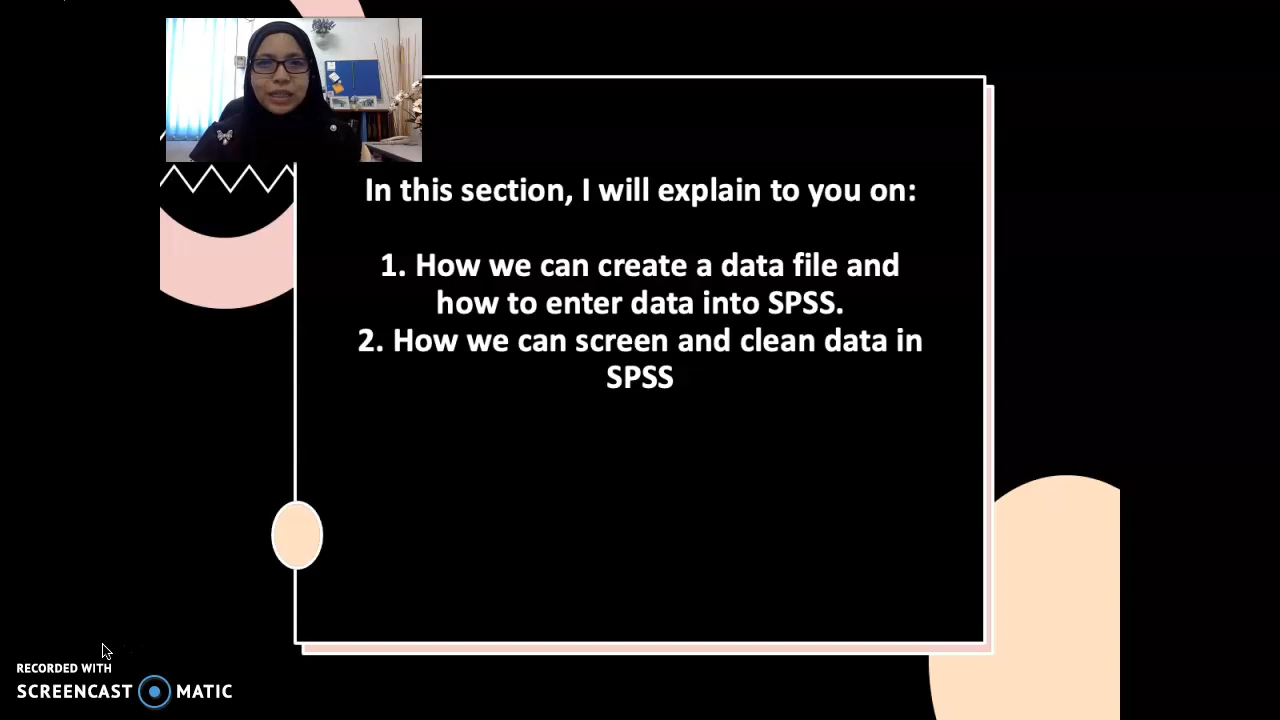 In this section, I will explain to you on:
1. How we can create a data file and
how to enter data into SPSS.
2. How we can screen and clean data in
SPSS
RECORDED WITH
SCREENCAST MATIC